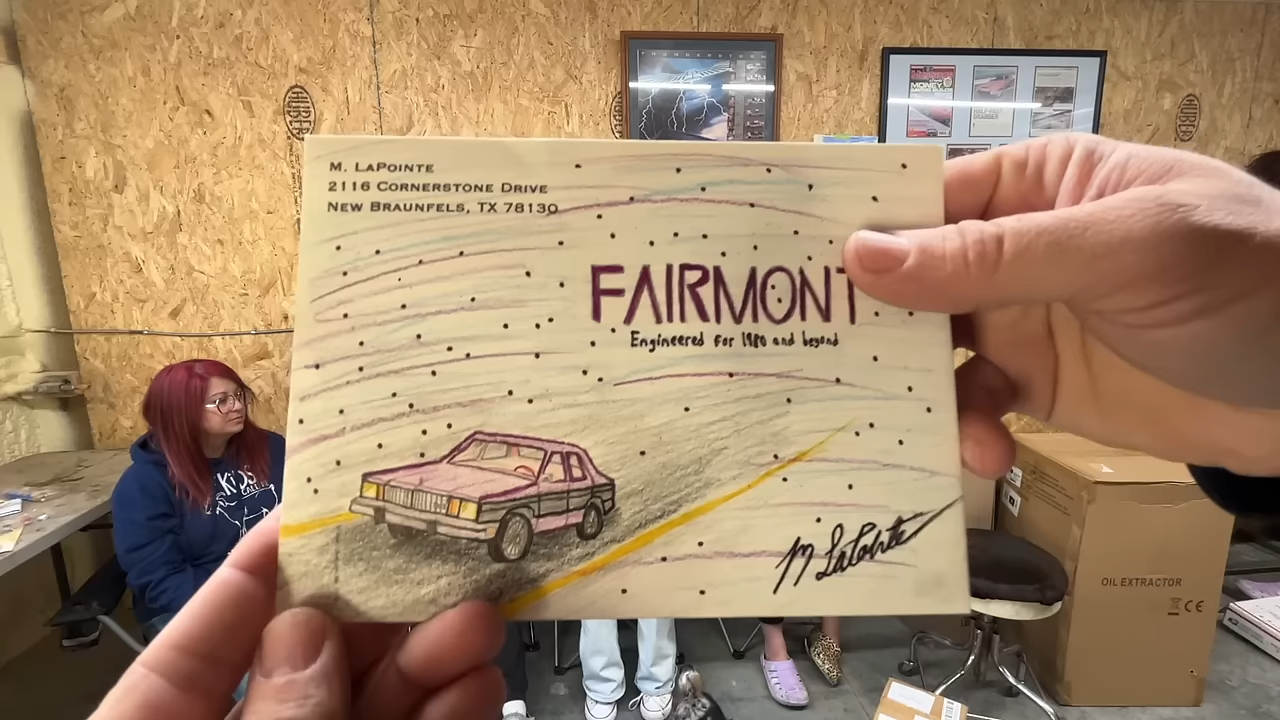 THUNDERSTORM
HUBER
HUBER
M. LAPOINTE
2116 CORNERSTONE DRIVE
NEW BRAUNFELS, TX 78130
FAIRMONT
Engineered for 1980 and beyond
M LaPointe
KIDS
OIL EXTRACTOR
CE